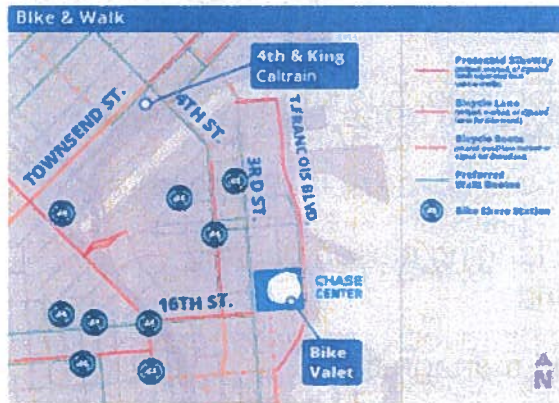 Bike & Walk
4th & King
Caltrain
TOWNSEND ST.
4TH ST.
3RD ST.
T. FRANCOIS BLVD.
16TH ST.
CHASE
CENTER
Bike
Valet
Protected Bikeway
Bicycle Lane
Bicycle Route
Preferred
Walk Routes
Bike Share Station
N